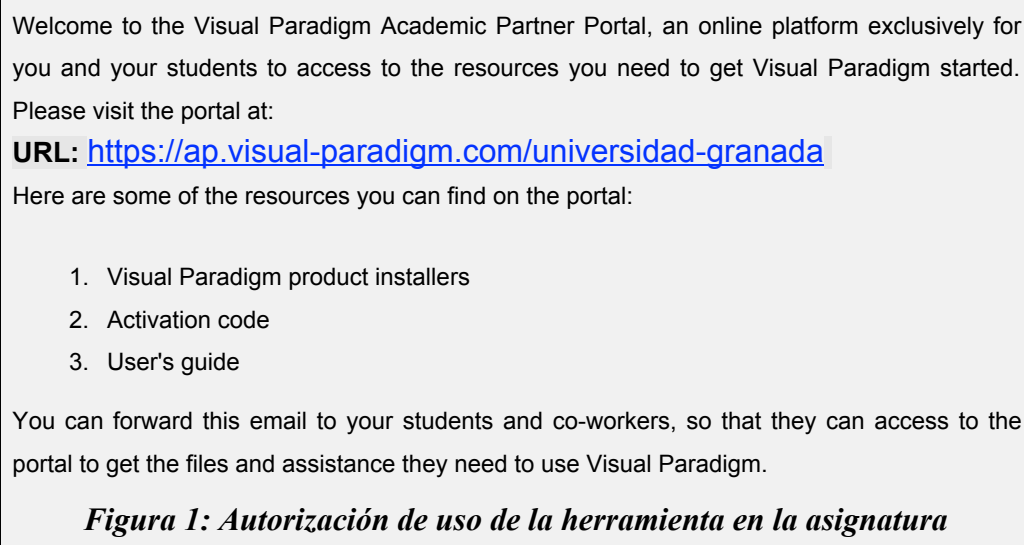 Welcome to the Visual Paradigm Academic Partner Portal, an online platform exclusively for
you and your students to access to the resources you need to get Visual Paradigm started.
Please visit the portal at:
URL: https://ap.visual-paradigm.com/universidad-granada
Here are some of the resources you can find on the portal:
1. Visual Paradigm product installers
2. Activation code
3. User's guide
You can forward this email to your students and co-workers, so that they can access to the
portal to get the files and assistance they need to use Visual Paradigm.
Figura 1: Autorización de uso de la herramienta en la asignatura